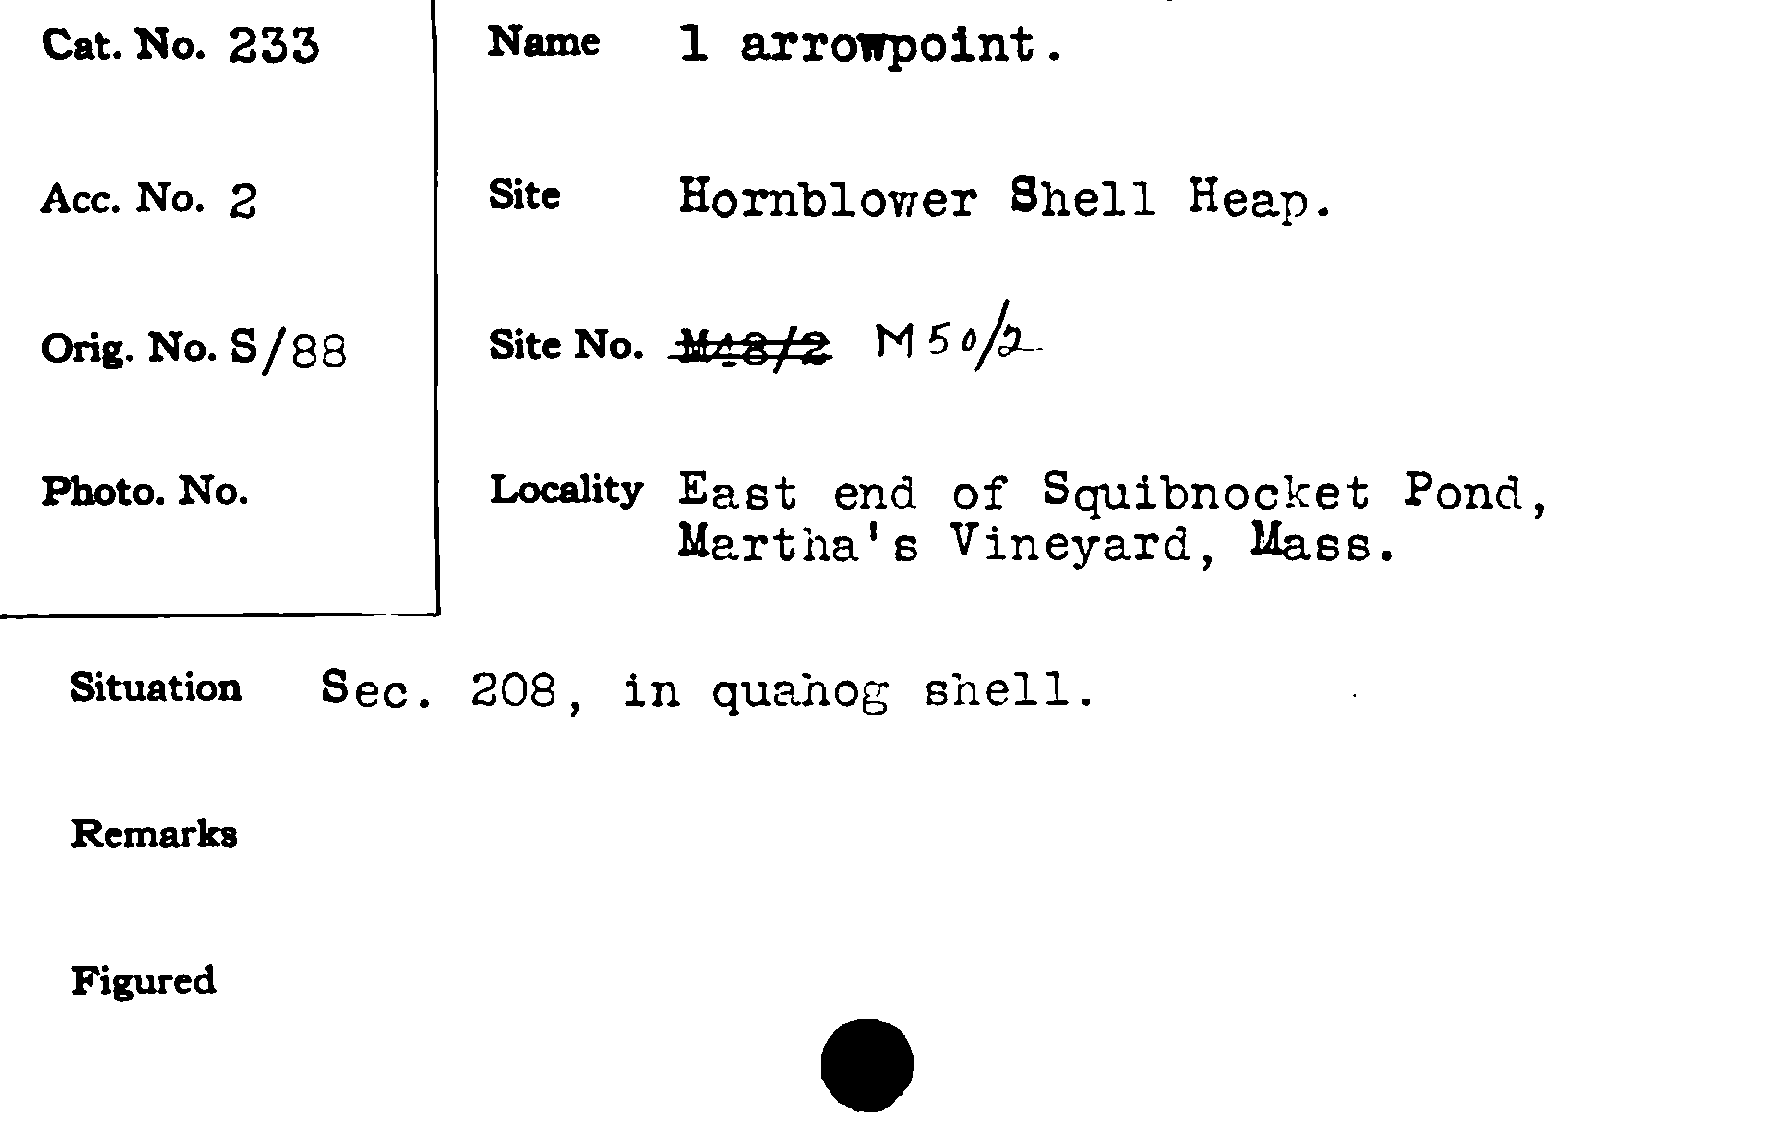 Cat. No. 233
Name 1 arrowpoint.
Acc. No. 2
Site Hornblower Shell Heap.
Orig. No. S/88
Site No. M48/2 M50/2
Photo. No.
Locality East end of Squibnocket Pond,
Martha's Vineyard, Mass.
Situation Sec. 208, in quahog shell.
Remarks
Figured